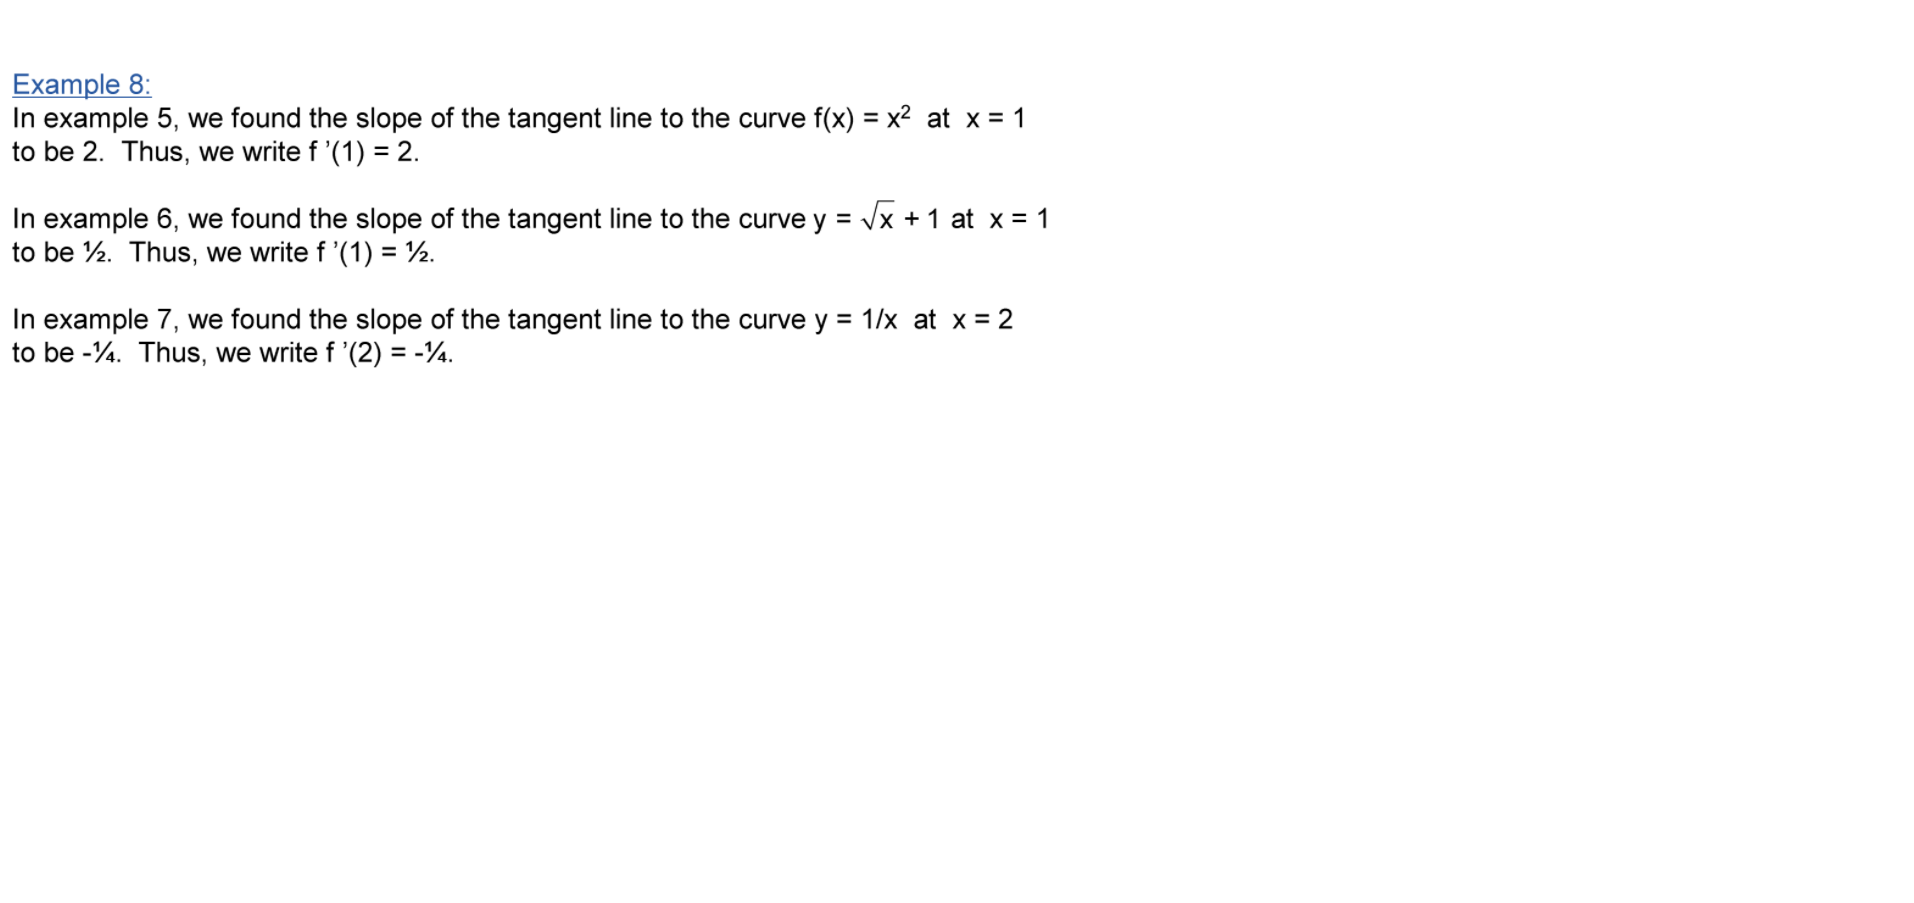 Example 8:
In example 5, we found the slope of the tangent line to the curve f(x) = x² at x = 1
to be 2. Thus, we write f ’(1) = 2.
In example 6, we found the slope of the tangent line to the curve y = √x + 1 at x = 1
to be ½. Thus, we write f ’(1) = ½.
In example 7, we found the slope of the tangent line to the curve y = 1/x at x = 2
to be -¼. Thus, we write f ’(2) = -¼.